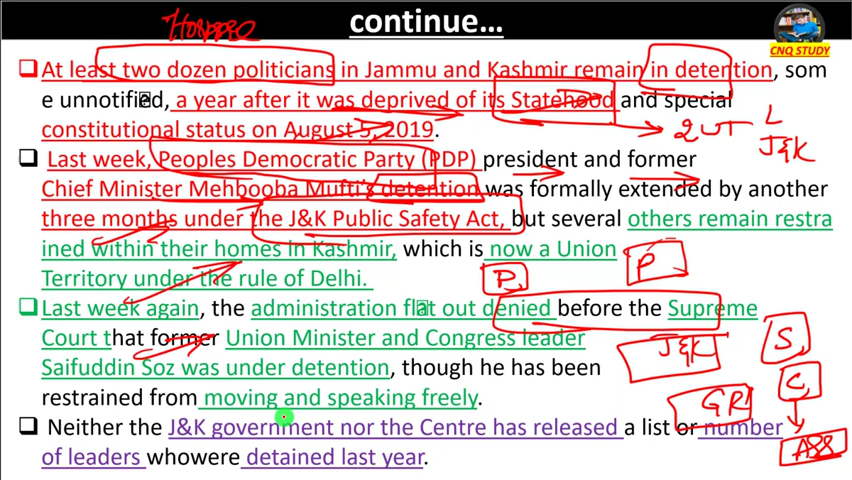 continue...
CNQ STUDY
At least two dozen politicians in Jammu and Kashmir remain in detention, som
e unnotified, a year after it was deprived of its Statehood and special
constitutional status on August 5, 2019.
2 UT L
J&K
Last week, Peoples Democratic Party (PDP) president and former
Chief Minister Mehbooba Mufti's detention was formally extended by another
three months under the J&K Public Safety Act, but several others remain restra
ined within their homes in Kashmir, which is now a Union
Territory under the rule of Delhi.
P
P
Last week again, the administration flat out denied before the Supreme
Court that former Union Minister and Congress leader
Saifuddin Soz was under detention, though he has been
restrained from moving and speaking freely.
J&K
S
C
GR
ASS
Neither the J&K government nor the Centre has released a list or number
of leaders whowere detained last year.